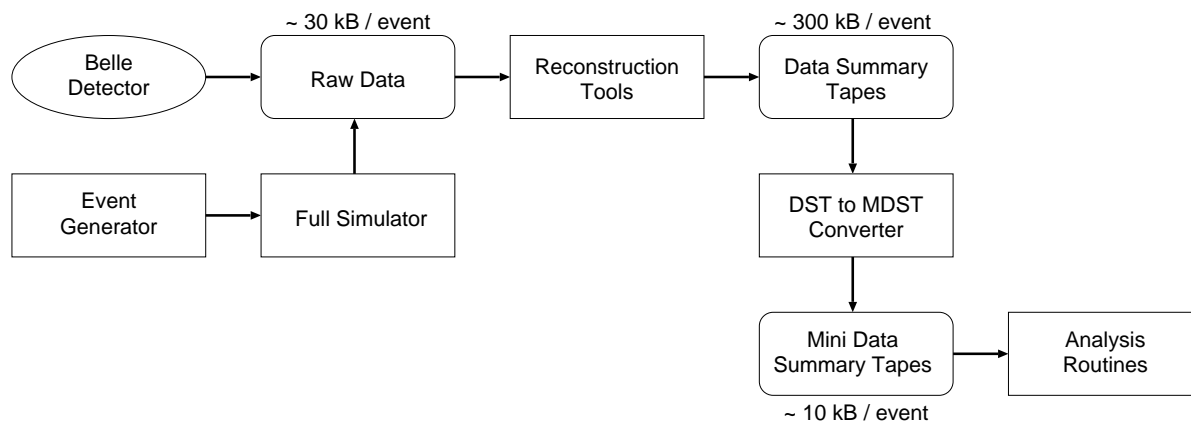 ~ 30 kB / event
~ 300 kB / event
Belle
Detector
Raw Data
Reconstruction
Tools
Data Summary
Tapes
Event
Generator
Full Simulator
DST to MDST
Converter
Mini Data
Summary Tapes
Analysis
Routines
~ 10 kB / event